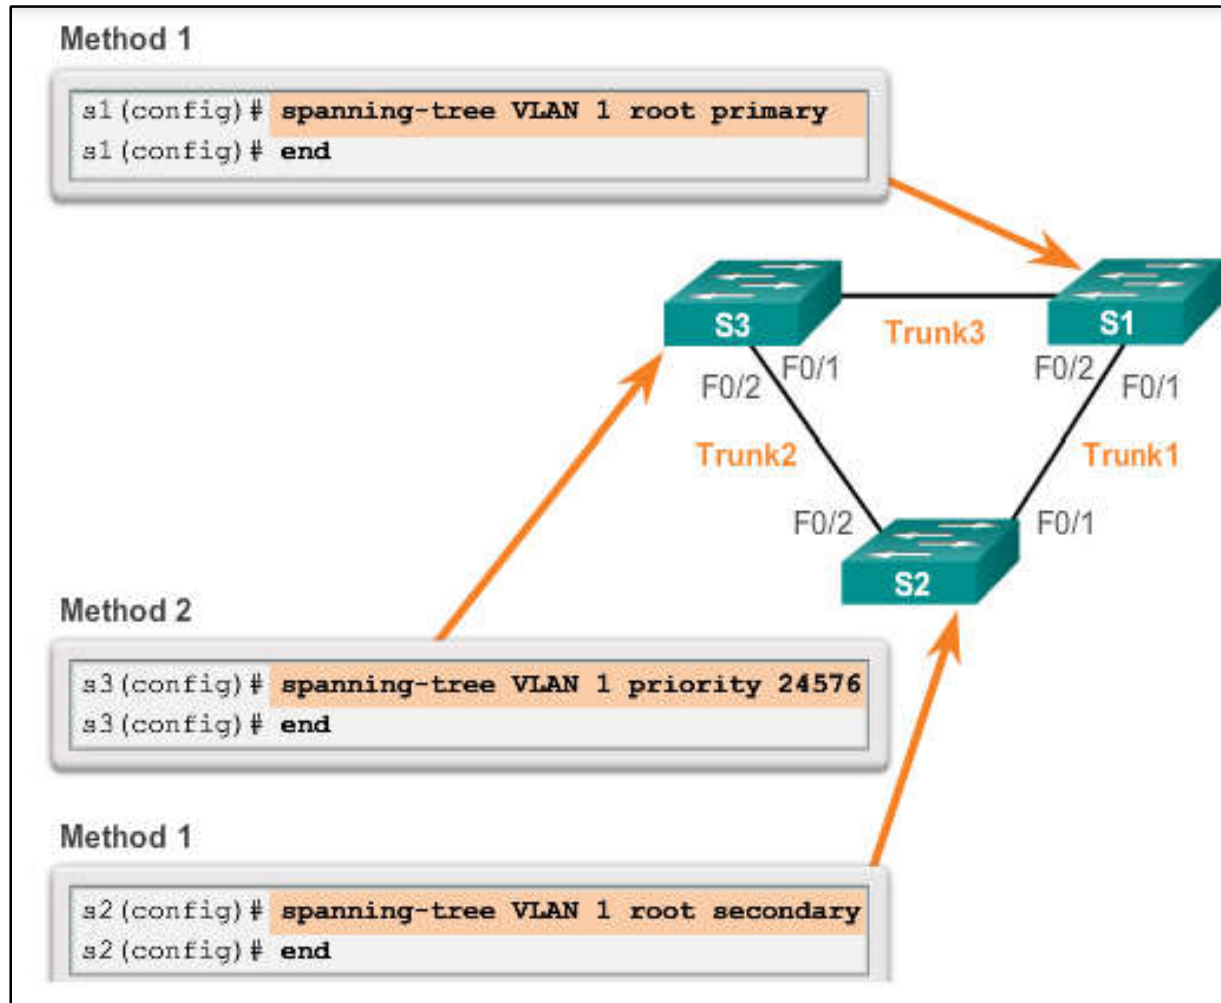 Method 1
s1(config)# spanning-tree VLAN 1 root primary
s1(config)# end
S3
S1
Trunk3
F0/1
F0/2
F0/2
F0/1
Trunk2
Trunk1
F0/2
F0/1
S2
Method 2
s3(config)# spanning-tree VLAN 1 priority 24576
s3(config)# end
Method 1
s2(config)# spanning-tree VLAN 1 root secondary
s2(config)# end